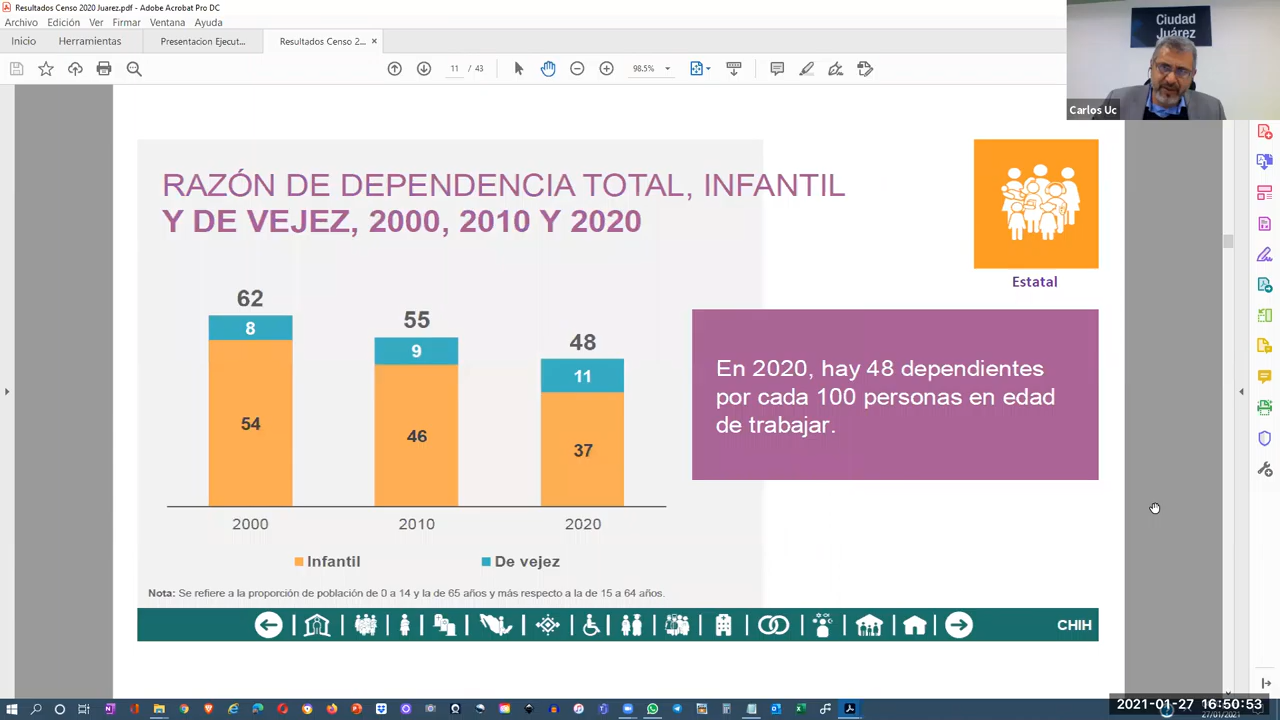 Resultados Censo 2020 Juarez.pdf - Adobe Acrobat Pro DC
Archivo Edición Ver Firmar Ventana Ayuda
Inicio Herramientas Presentacion Ejecut... Resultados Censo 2... ×
11 / 43 98.5%
Ciudad
Juárez
Carlos Uc
RAZÓN DE DEPENDENCIA TOTAL, INFANTIL
Y DE VEJEZ, 2000, 2010 Y 2020
Estatal
62
8
54
55
9
46
48
11
37
2000 2010 2020
Infantil De vejez
En 2020, hay 48 dependientes
por cada 100 personas en edad
de trabajar.
Nota: Se refiere a la proporción de población de 0 a 14 y la de 65 años y más respecto a la de 15 a 64 años.
CHIH
2021-01-27 16:50:53
27/01/2021